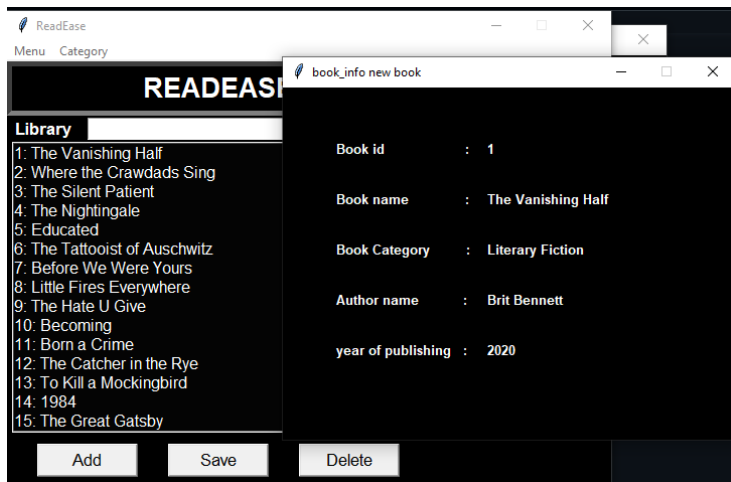 ReadEase
Menu Category
READEAS
Library
1: The Vanishing Half
2: Where the Crawdads Sing
3: The Silent Patient
4: The Nightingale
5: Educated
6: The Tattooist of Auschwitz
7: Before We Were Yours
8: Little Fires Everywhere
9: The Hate U Give
10: Becoming
11: Born a Crime
12: The Catcher in the Rye
13: To Kill a Mockingbird
14: 1984
15: The Great Gatsby
Add Save Delete
book_info new book
Book id : 1
Book name : The Vanishing Half
Book Category : Literary Fiction
Author name : Brit Bennett
year of publishing : 2020